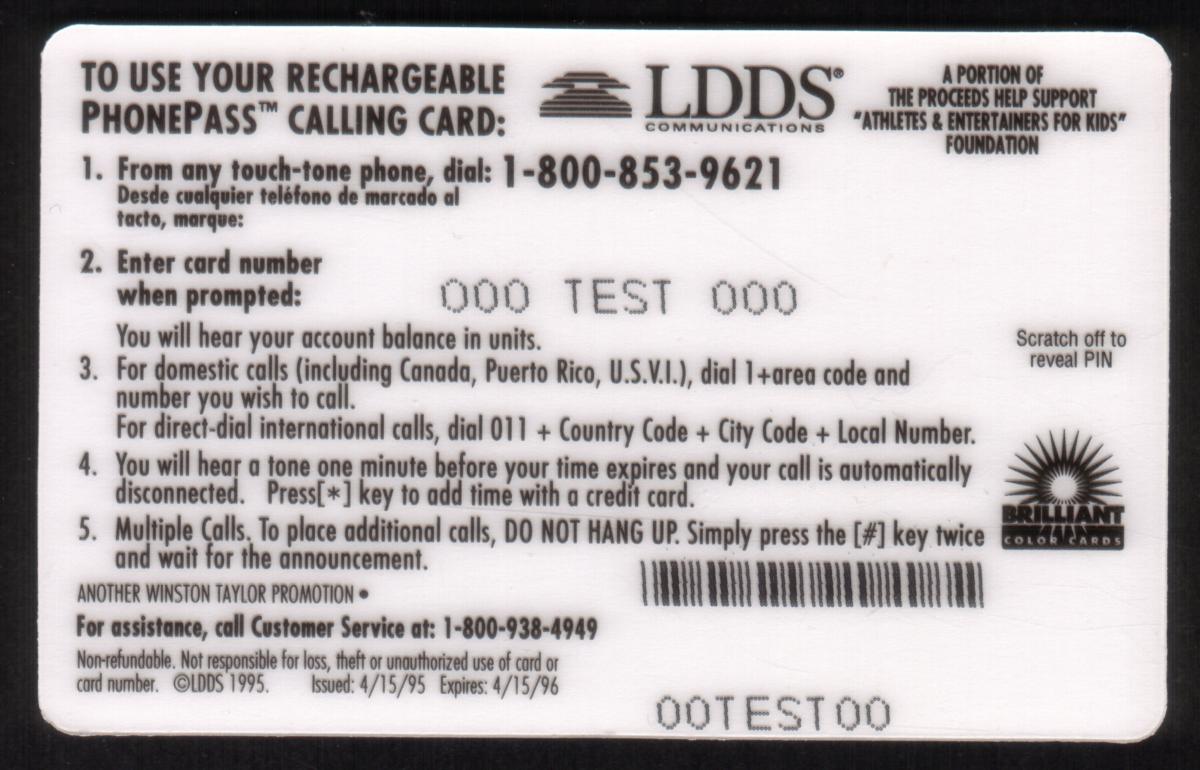 TO USE YOUR RECHARGEABLE
PHONEPASS™ CALLING CARD:
LDDS®
COMMUNICATIONS
A PORTION OF
THE PROCEEDS HELP SUPPORT
"ATHLETES & ENTERTAINERS FOR KIDS"
FOUNDATION
1. From any touch-tone phone, dial: 1-800-853-9621
Desde cualquier teléfono de marcado al
tacto, marque:
2. Enter card number
when prompted:
000 TEST 000
You will hear your account balance in units.
Scratch off to
reveal PIN
3. For domestic calls (including Canada, Puerto Rico, U.S.V.I.), dial 1+area code and
number you wish to call.
For direct-dial international calls, dial 011 + Country Code + City Code + Local Number.
4. You will hear a tone one minute before your time expires and your call is automatically
disconnected. Press[*] key to add time with a credit card.
5. Multiple Calls. To place additional calls, DO NOT HANG UP. Simply press the [#] key twice
and wait for the announcement.
BRILLIANT
COLOR CARDS
ANOTHER WINSTON TAYLOR PROMOTION •
For assistance, call Customer Service at: 1-800-938-4949
Non-refundable. Not responsible for loss, theft or unauthorized use of card or
card number. ©LDDS 1995. Issued: 4/15/95 Expires: 4/15/96
00TEST00